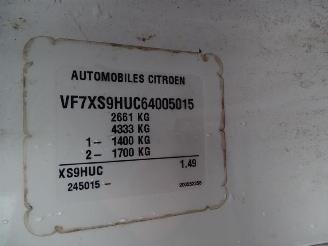 AUTOMOBILES CITROEN
VF7XS9HUC64005015
2661 KG
4333 KG
1- 1400 KG
2- 1700 KG
XS9HUC 1.49
245015 -